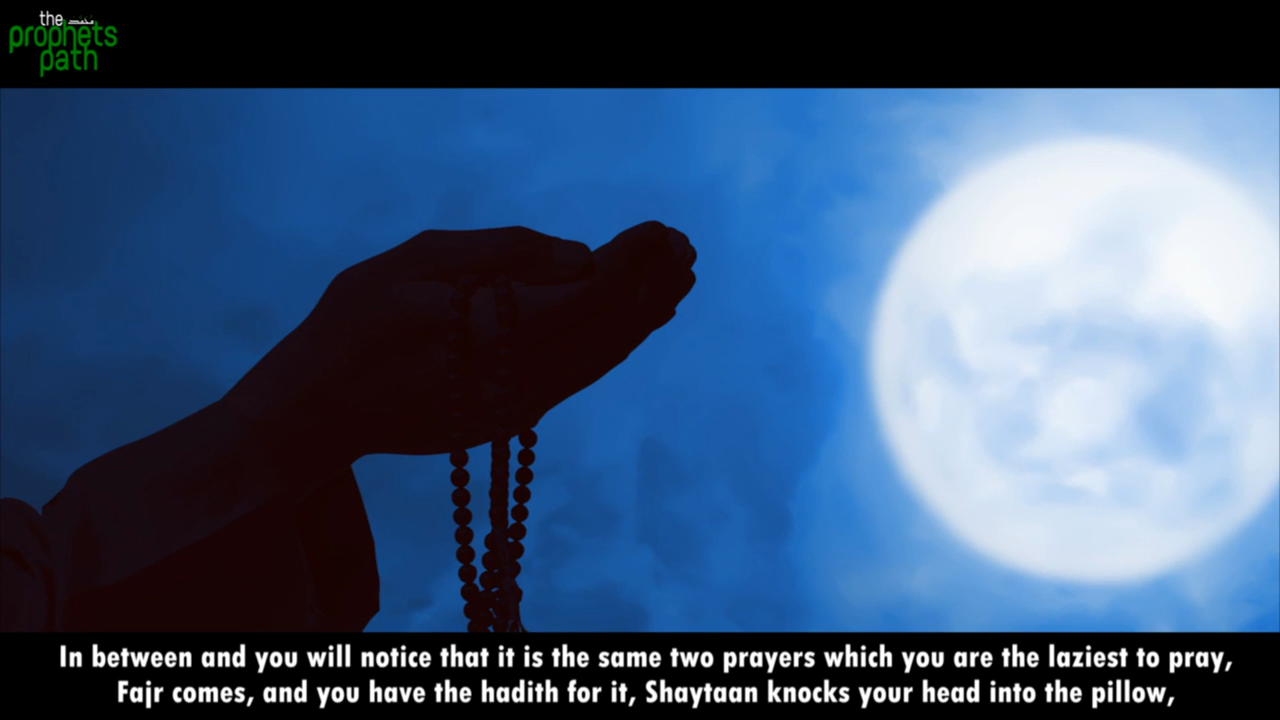 the محمد
prophets
path
In between and you will notice that it is the same two prayers which you are the laziest to pray,
Fajr comes, and you have the hadith for it, Shaytaan knocks your head into the pillow,